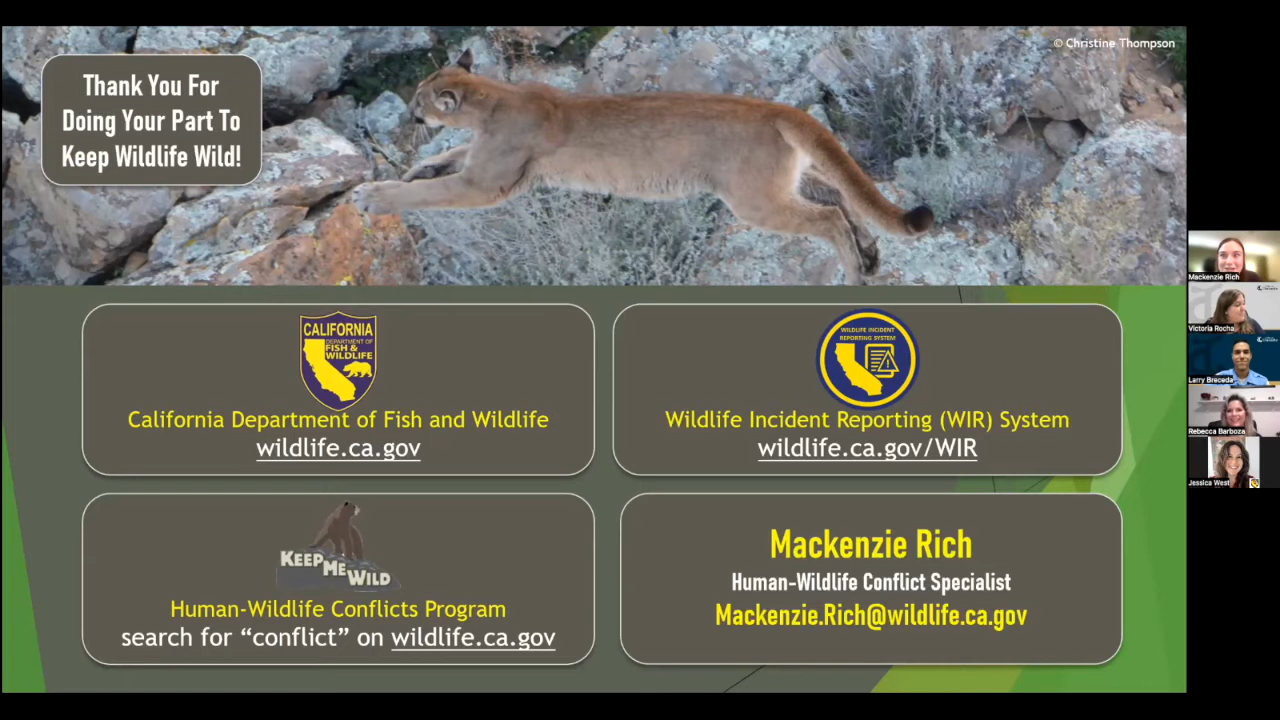 © Christine Thompson
Thank You For
Doing Your Part To
Keep Wildlife Wild!
CALIFORNIA
DEPARTMENT OF
FISH &
WILDLIFE
California Department of Fish and Wildlife
wildlife.ca.gov
WILDLIFE INCIDENT
REPORTING SYSTEM
Wildlife Incident Reporting (WIR) System
wildlife.ca.gov/WIR
KEEP
ME
WILD
Human-Wildlife Conflicts Program
search for “conflict” on wildlife.ca.gov
Mackenzie Rich
Human-Wildlife Conflict Specialist
Mackenzie.Rich@wildlife.ca.gov
Mackenzie Rich
Victoria Rocha
Larry Breceda
Rebecca Barboza
Jessica West